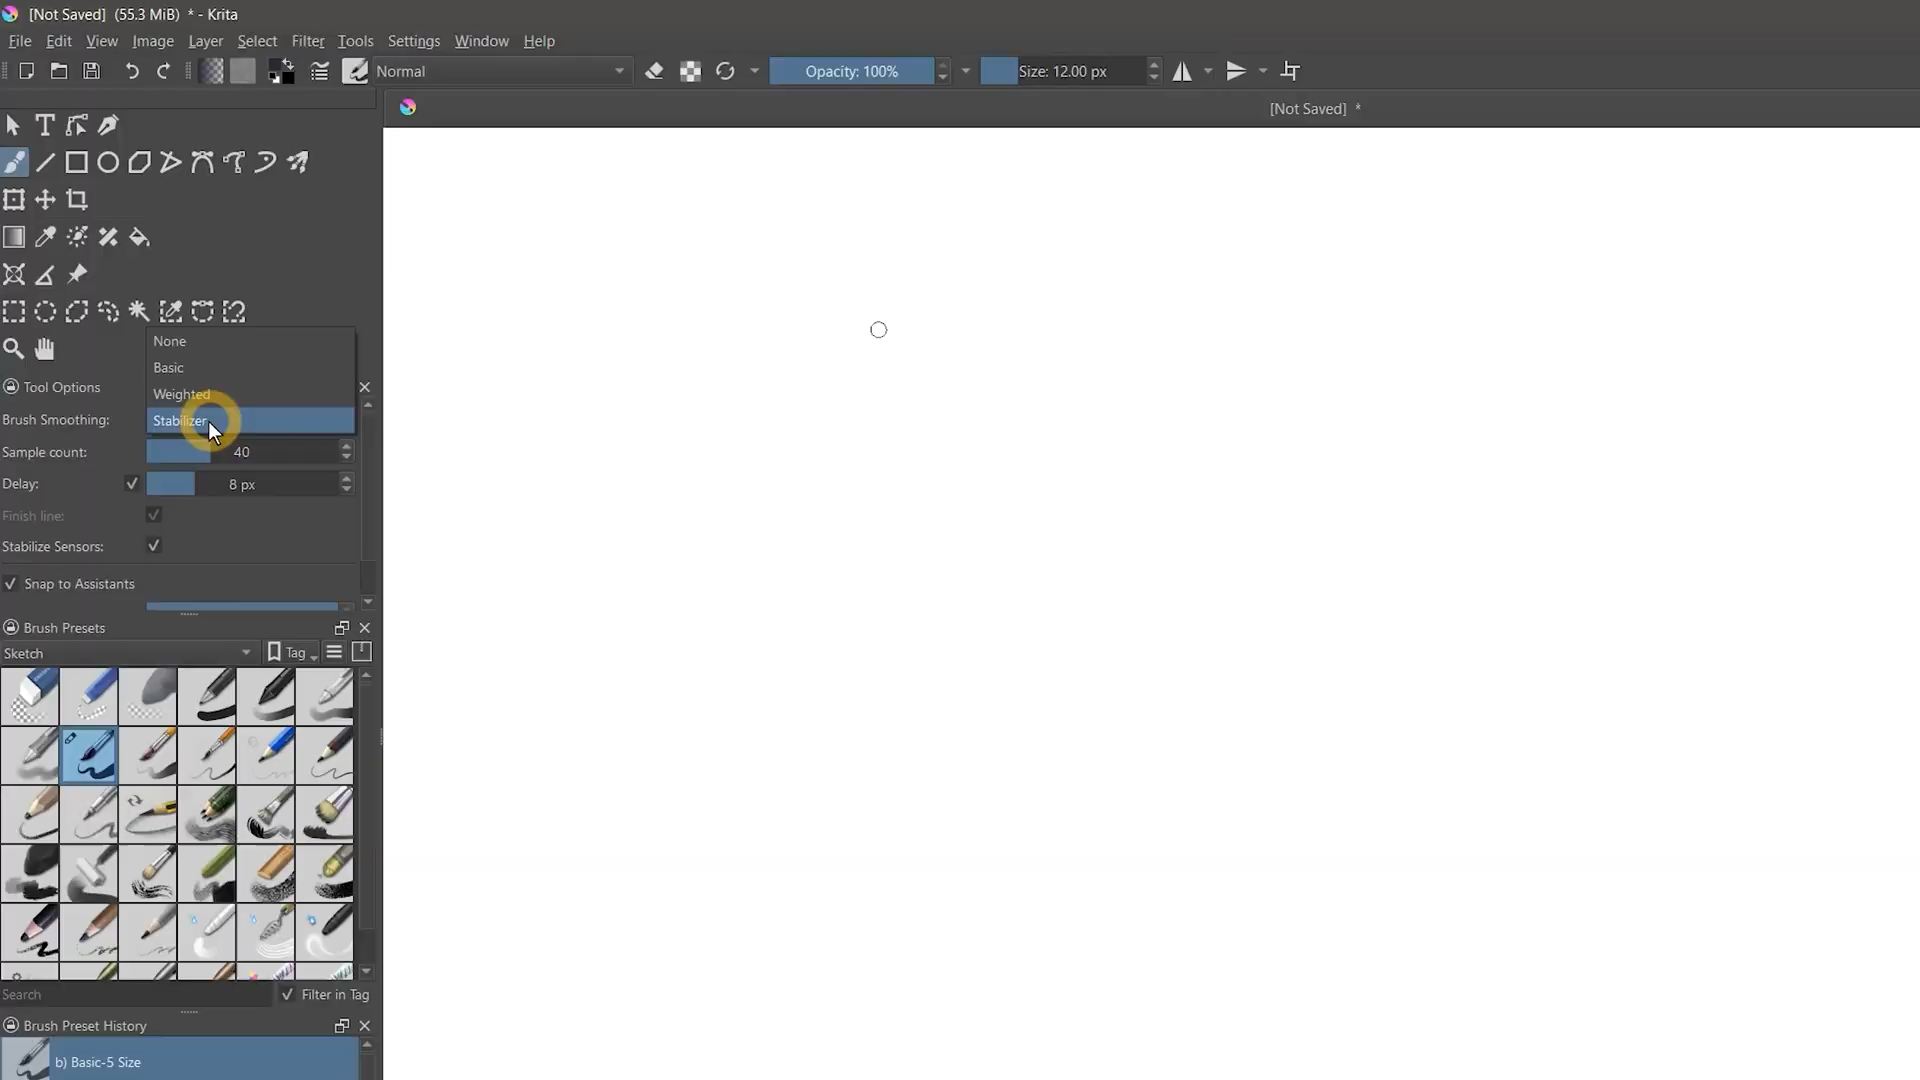 [Not Saved] (55.3 MiB) * - Krita
File Edit View Image Layer Select Filter Tools Settings Window Help
Normal
Opacity: 100%
Size: 12.00 px
[Not Saved] *
None
Basic
Weighted
Stabilizer
Tool Options
Brush Smoothing:
Sample count: 40
Delay: 8 px
Finish line:
Stabilize Sensors:
Snap to Assistants
Brush Presets
Sketch
Tag
Search
Filter in Tag
Brush Preset History
b) Basic-5 Size